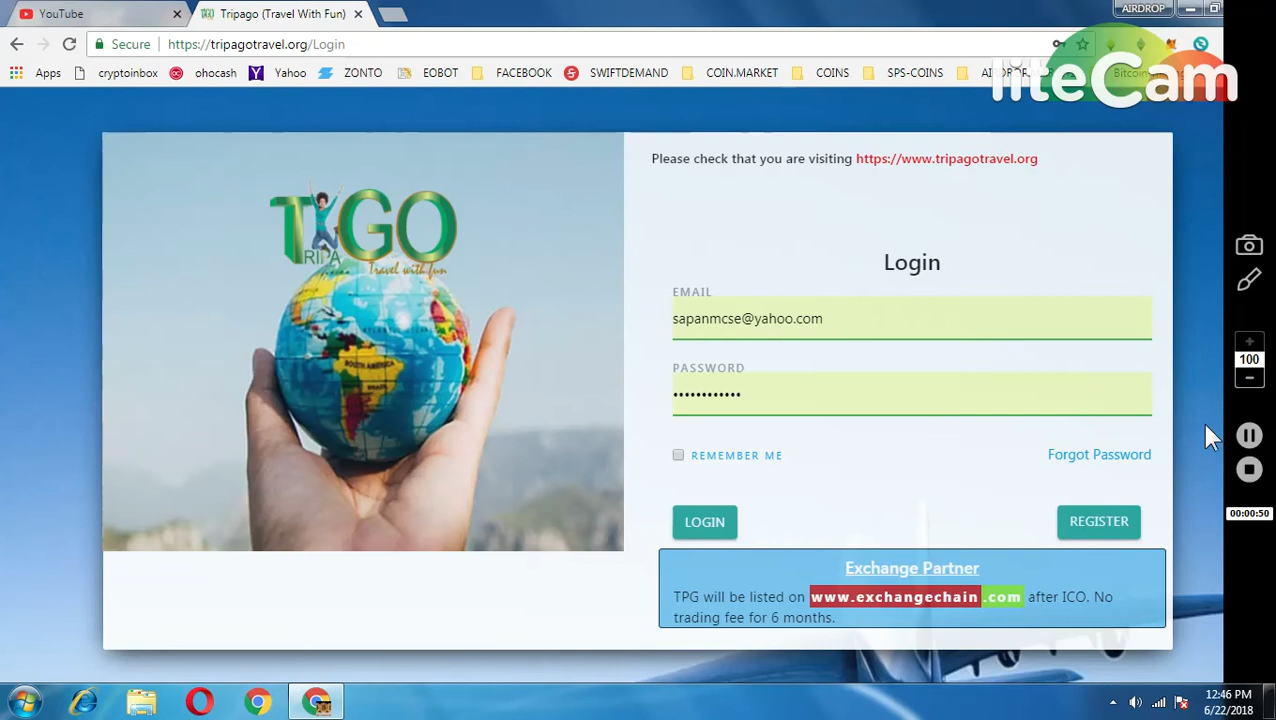 YouTube
Tripago (Travel With Fun)
AIRDROP
Secure
https://tripagotravel.org/Login
Apps
cryptoinbox
ohocash
Yahoo
ZONTO
EOBOT
FACEBOOK
SWIFTDEMAND
COIN.MARKET
COINS
SPS-COINS
liteCam
Please check that you are visiting https://www.tripagotravel.org
TRIPAGO
Travel with fun
SOUTH AMERICA
Login
EMAIL
sapanmcse@yahoo.com
PASSWORD
••••••••••••
REMEMBER ME
Forgot Password
LOGIN
REGISTER
Exchange Partner
TPG will be listed on www.exchangechain.com after ICO. No
trading fee for 6 months.
100
00:00:50
12:46 PM
6/22/2018